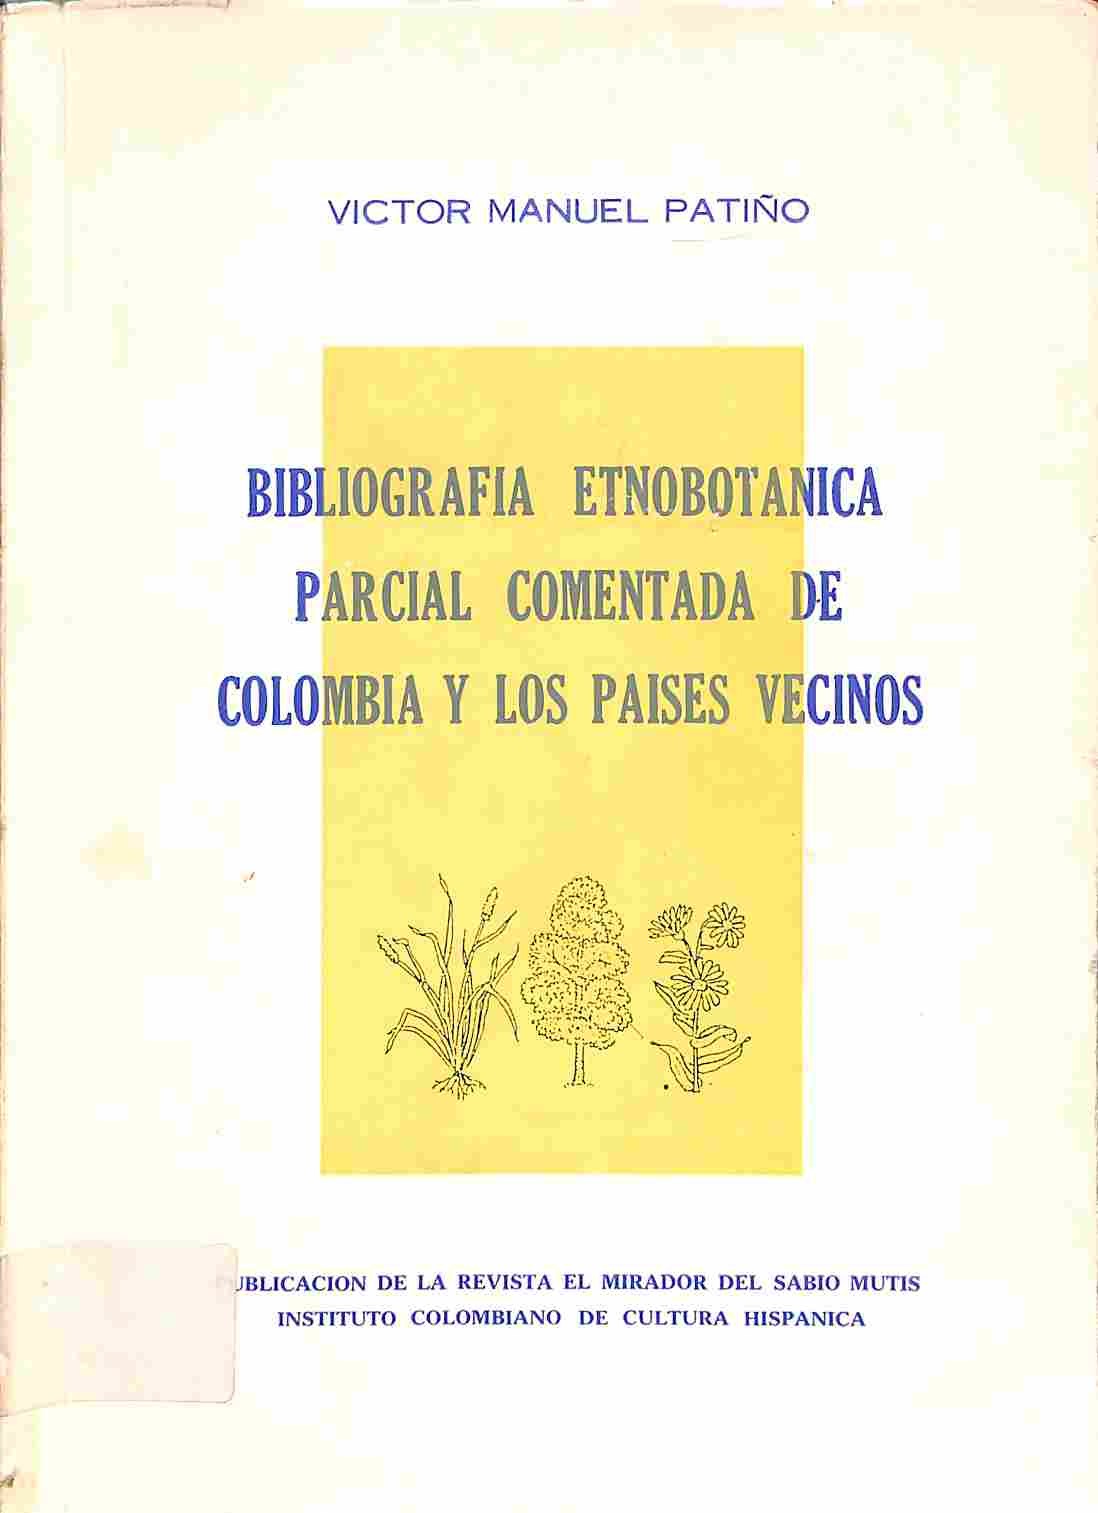 VICTOR MANUEL PATIÑO
BIBLIOGRAFIA ETNOBOTANICA
PARCIAL COMENTADA DE
COLOMBIA Y LOS PAISES VECINOS
UBLICACION DE LA REVISTA EL MIRADOR DEL SABIO MUTIS
INSTITUTO COLOMBIANO DE CULTURA HISPANICA